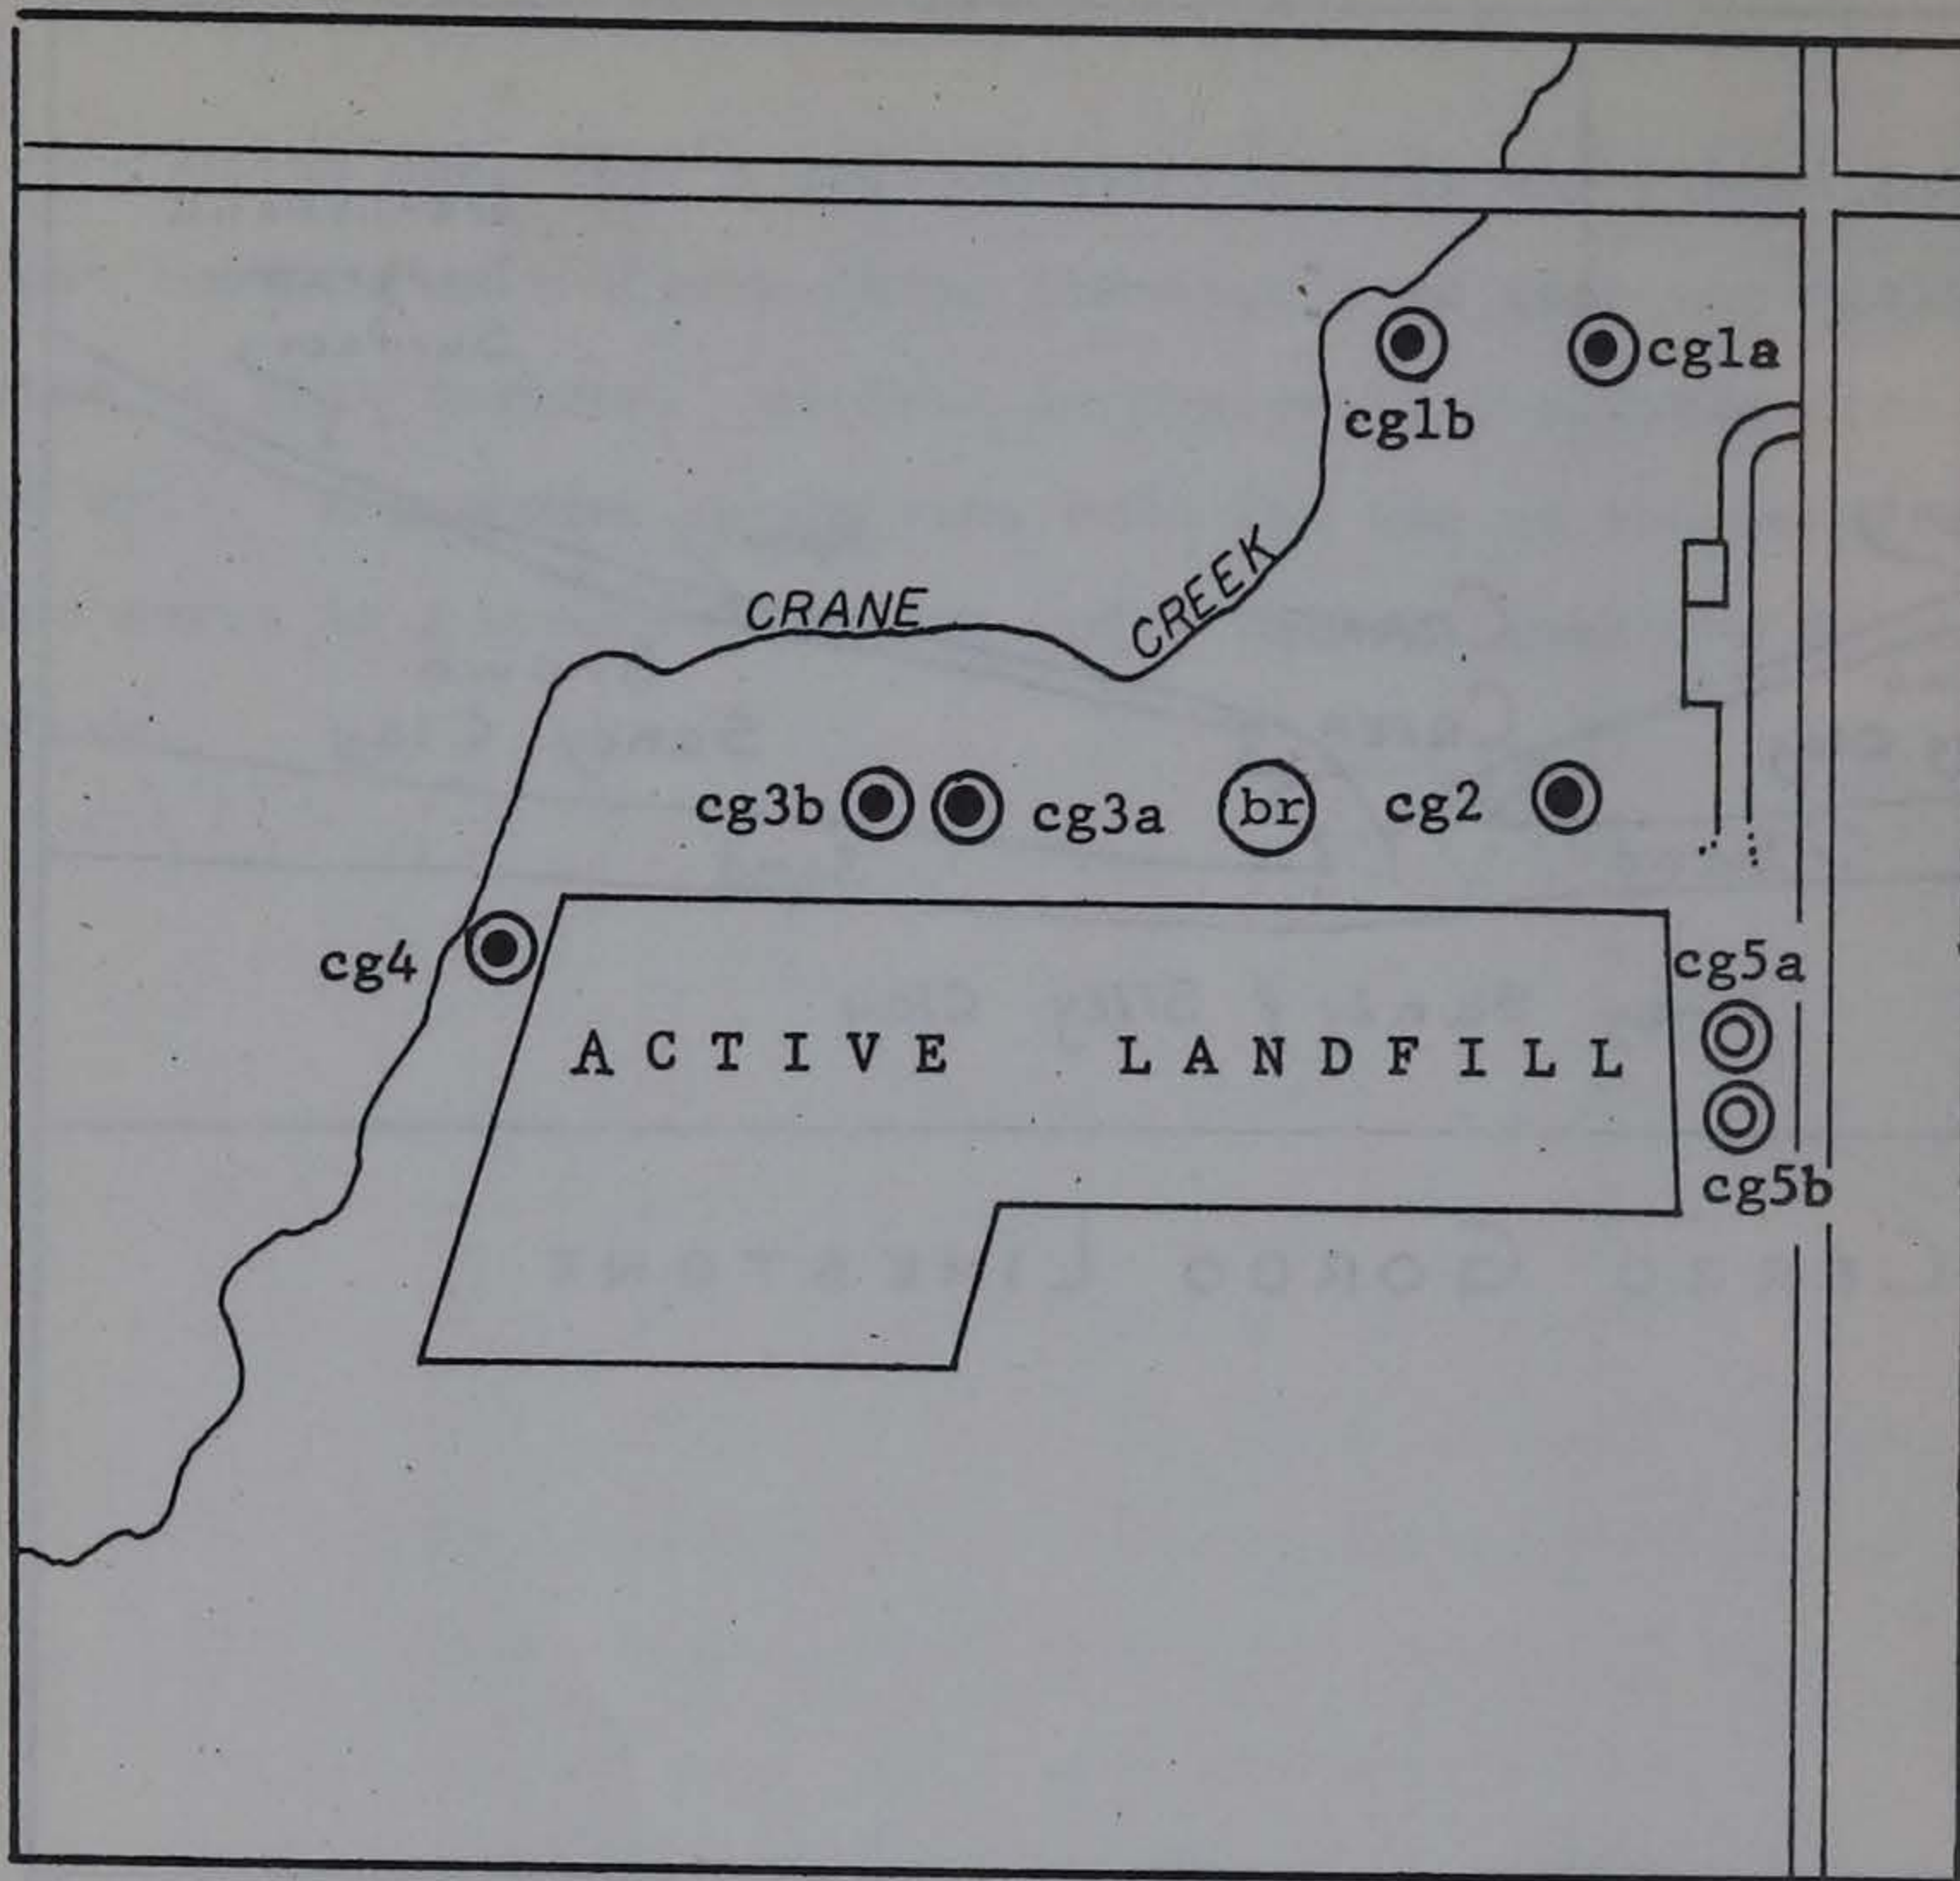 cg1a
cg1b
CRANE CREEK
cg3b cg3a br cg2
cg4
cg5a
ACTIVE LANDFILL
cg5b